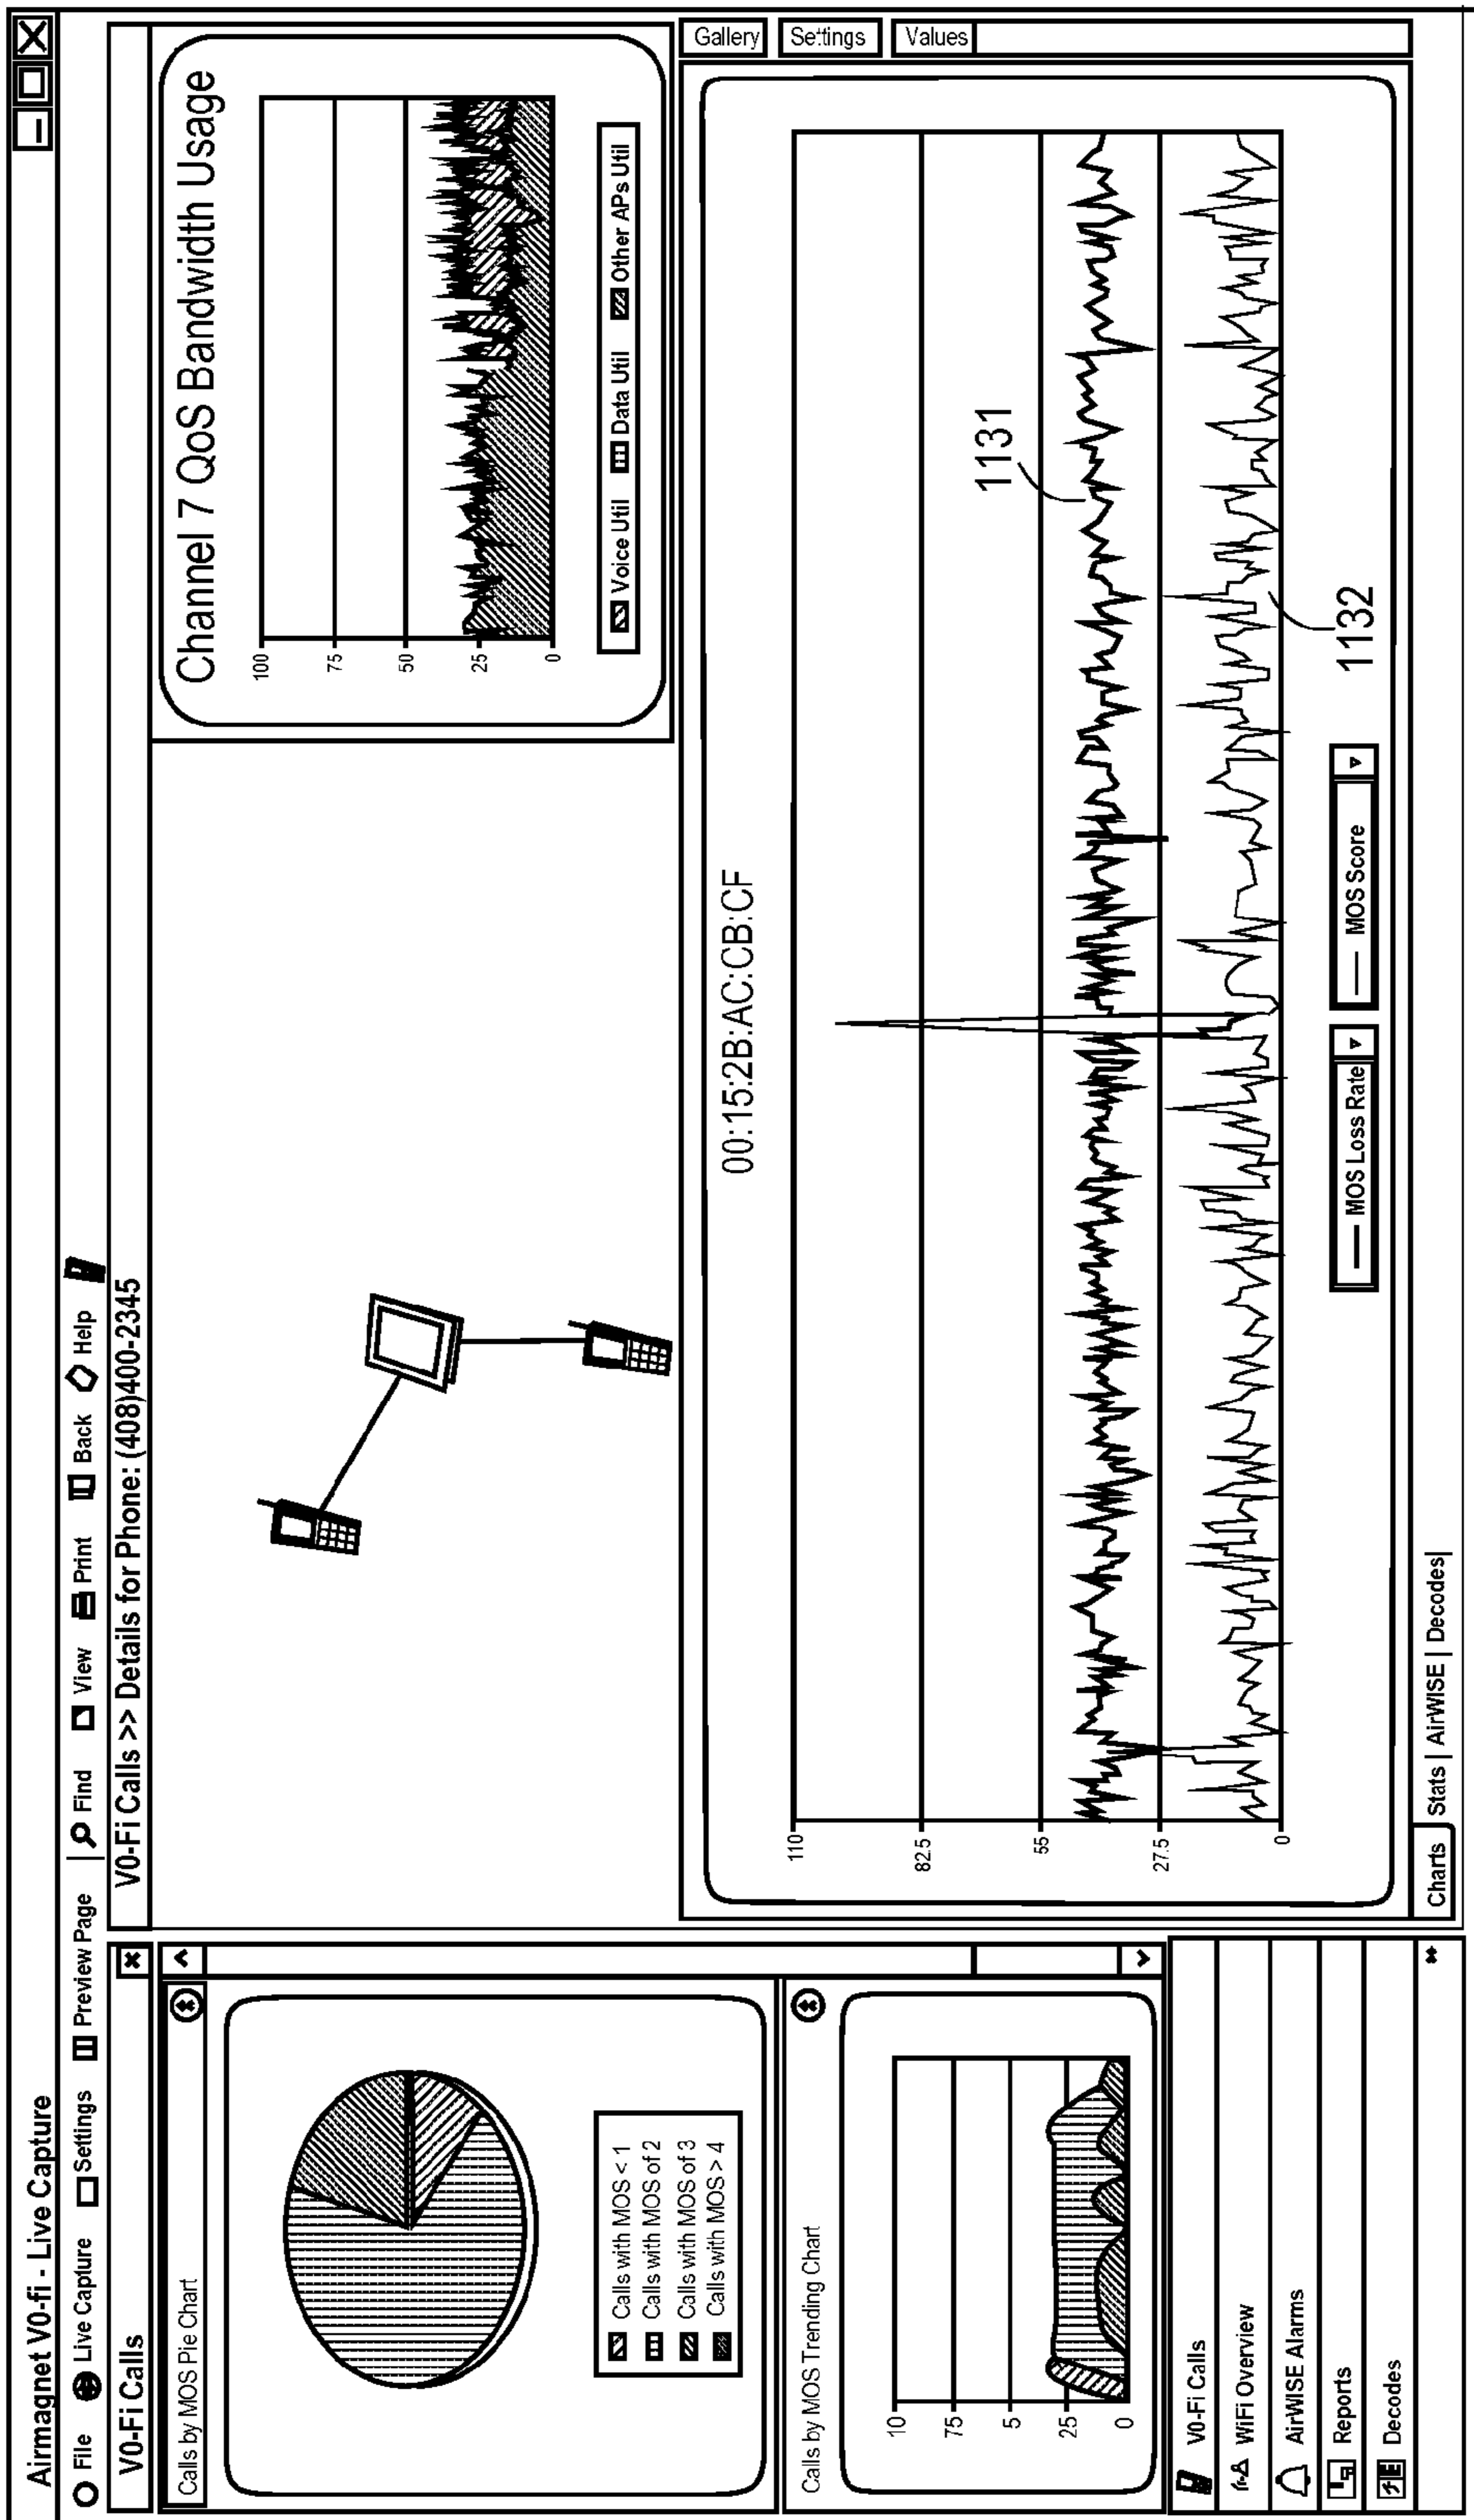 Airmagnet V0-fi - Live Capture
File Live Capture Settings Preview Page | Find View Print Back Help
V0-Fi Calls
V0-Fi Calls >> Details for Phone: (408)400-2345
Calls by MOS Pie Chart
Calls with MOS < 1
Calls with MOS of 2
Calls with MOS of 3
Calls with MOS > 4
Calls by MOS Trending Chart
10
75
5
25
0
V0-Fi Calls
WiFi Overview
AirWISE Alarms
Reports
Decodes
Channel 7 QoS Bandwidth Usage
100
75
50
25
0
Voice Util Data Util Other APs Util
Gallery
Settings
Values
00:15:2B:AC:CB:CF
110
82.5
55
27.5
0
1131
1132
MOS Loss Rate MOS Score
Charts | Stats | AirWISE | Decodes|